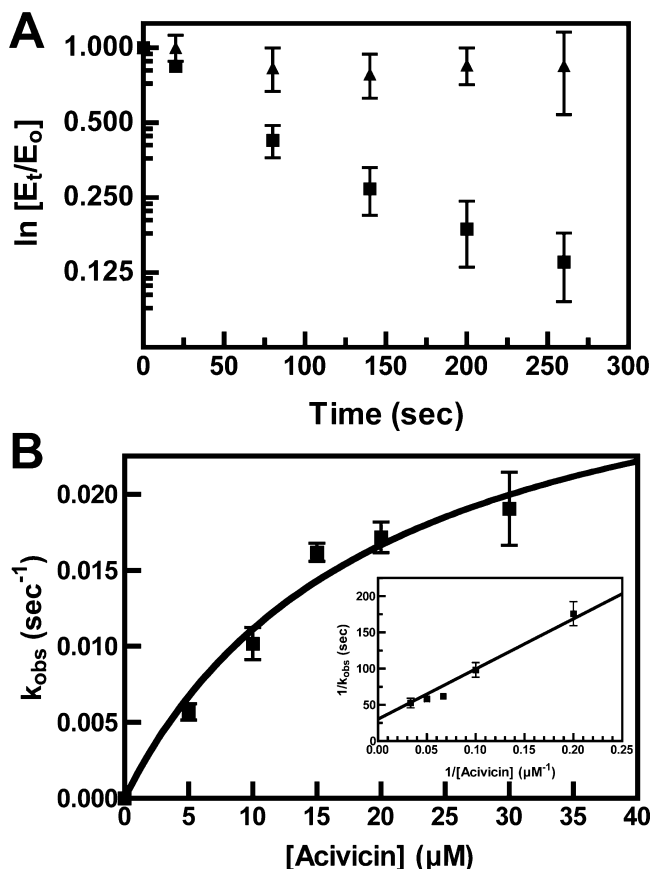 A
ln [Et/Eo]
1.000
0.500
0.250
0.125
0 50 100 150 200 250 300
Time (sec)
B
kobs (sec-1)
0.020
0.015
0.010
0.005
0.000
0 5 10 15 20 25 30 35 40
[Acivicin] (µM)
1/kobs (sec)
200
150
100
50
0
0.00 0.05 0.10 0.15 0.20 0.25
1/[Acivicin] (µM-1)